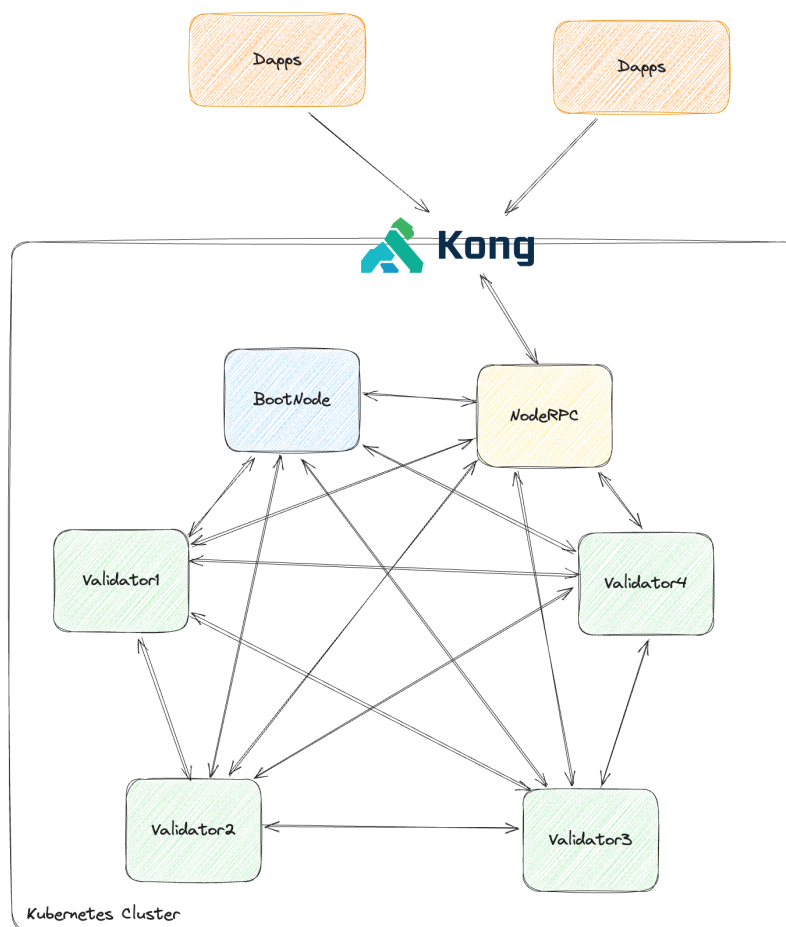 Dapps
Dapps
Kong
BootNode
NodeRPC
Validator1
Validator4
Validator2
Validator3
Kubernetes Cluster